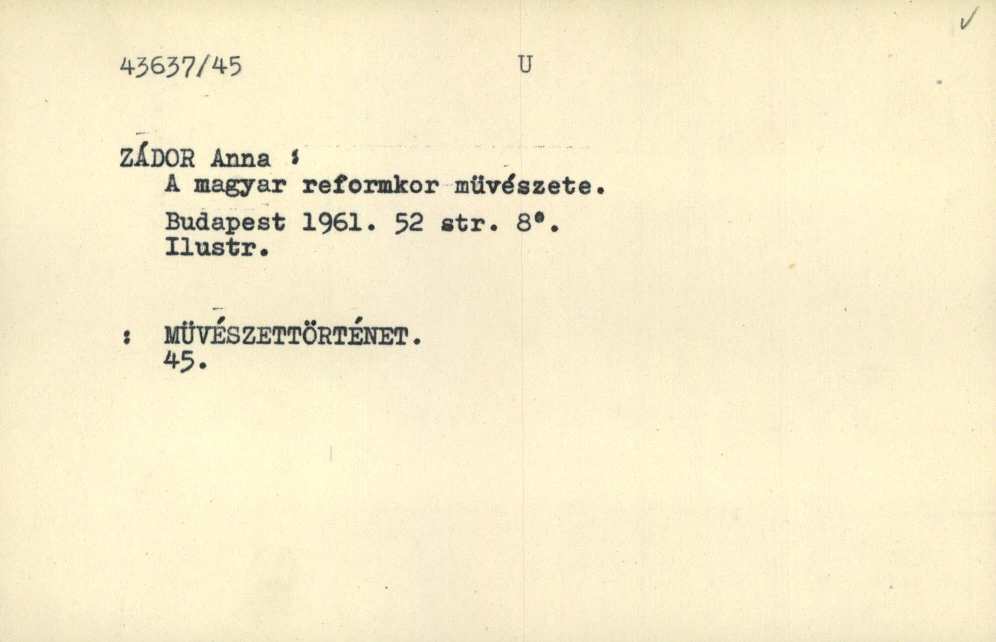 43637/45 U
ZÁDOR Anna :
A magyar reformkor müvészete.
Budapest 1961. 52 str. 8°.
Ilustr.
: MÜVÉSZETTÖRTÉNET.
45.